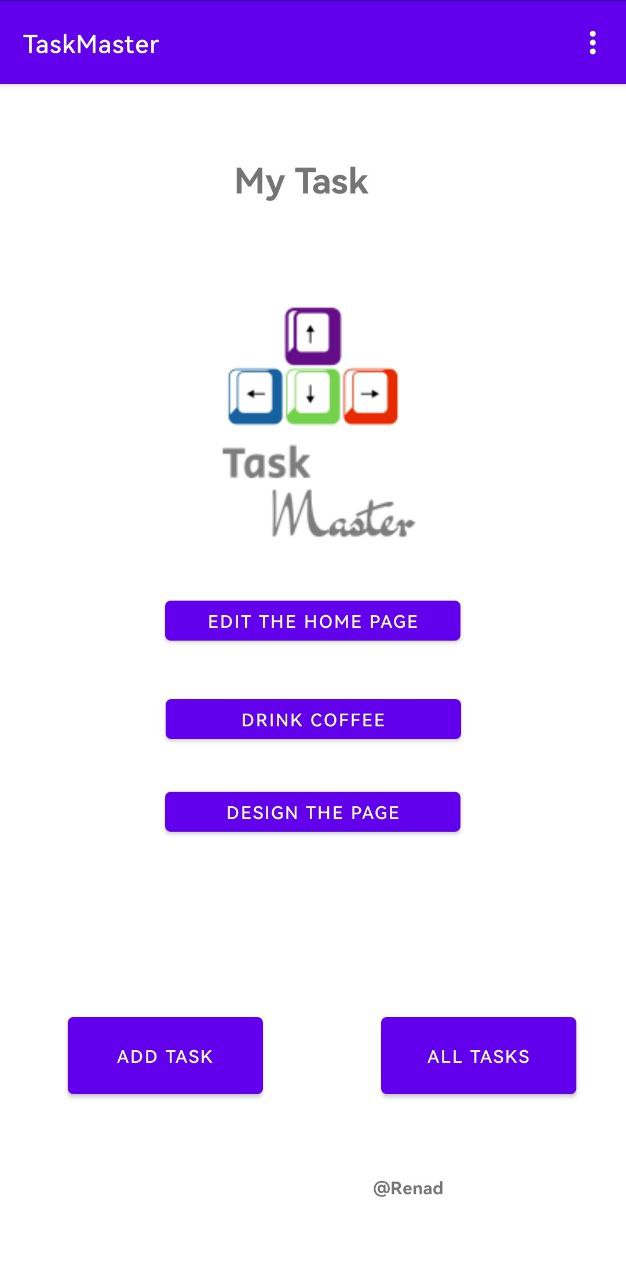 TaskMaster
My Task
↑
← ↓ →
Task
Master
EDIT THE HOME PAGE
DRINK COFFEE
DESIGN THE PAGE
ADD TASK ALL TASKS
@Renad